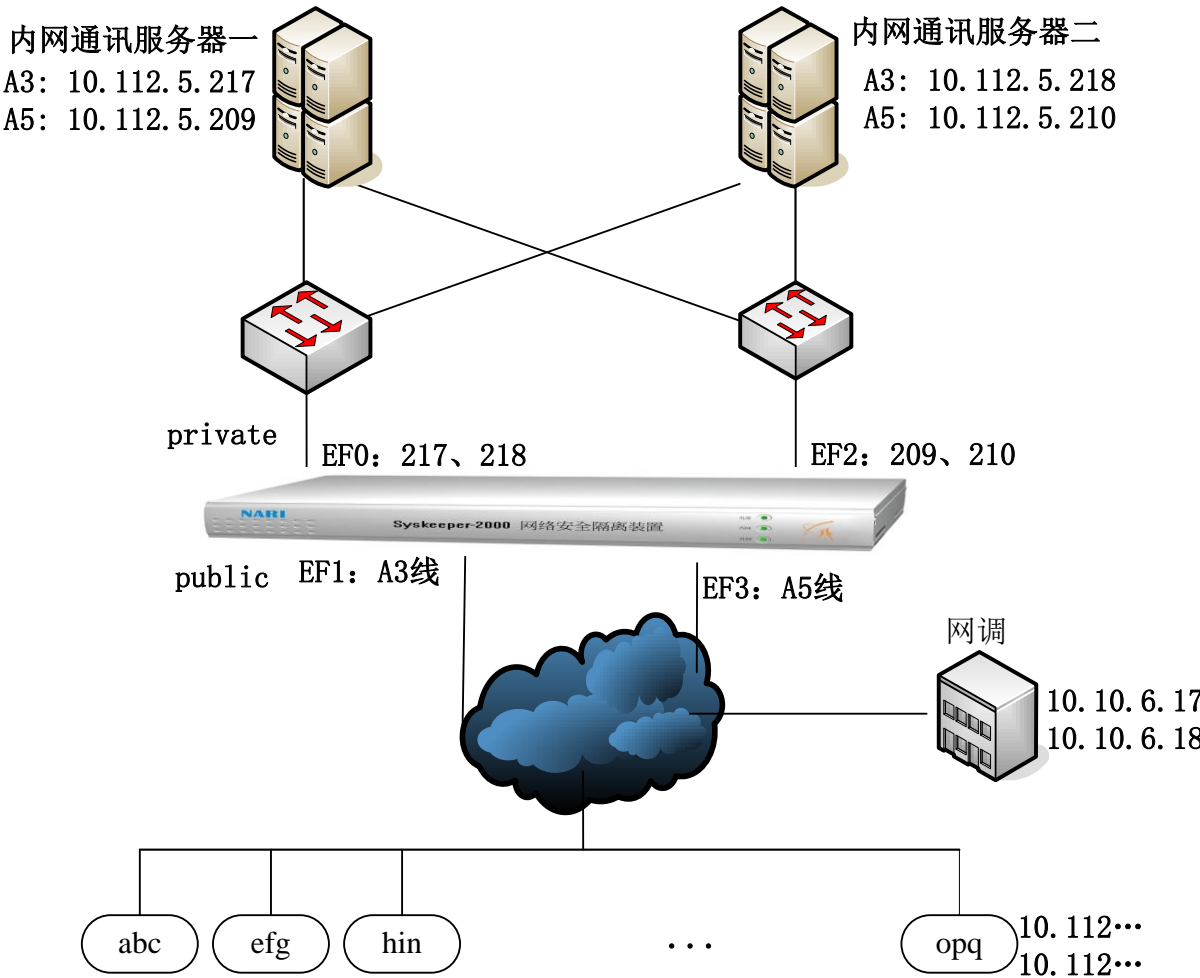 内网通讯服务器一
A3: 10.112.5.217
A5: 10.112.5.209
内网通讯服务器二
A3: 10.112.5.218
A5: 10.112.5.210
private
EF0: 217、218
EF2: 209、210
NARI
Syskeeper-2000 网络安全隔离装置
public
EF1: A3线
EF3: A5线
网调
10.10.6.17
10.10.6.18
abc
efg
hin
...
opq
10.112…
10.112…